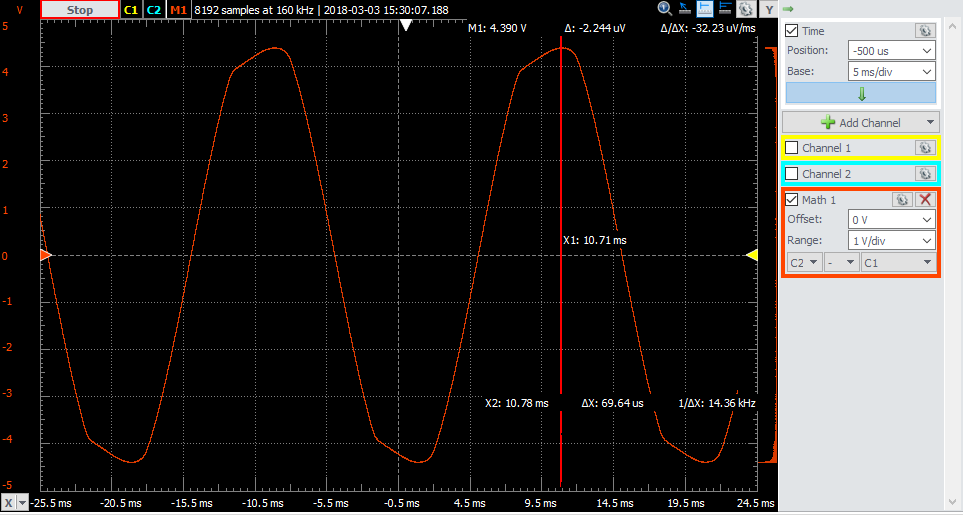 V Stop C1 C2 M1 8192 samples at 160 kHz | 2018-03-03 15:30:07.188 Y
M1: 4.390 V Δ: -2.244 uV Δ/ΔX: -32.23 uV/ms
5
4
3
2
1
0
-1
-2
-3
-4
-5
X1: 10.71 ms
X2: 10.78 ms ΔX: 69.64 us 1/ΔX: 14.36 kHz
X -25.5 ms -20.5 ms -15.5 ms -10.5 ms -5.5 ms -0.5 ms 4.5 ms 9.5 ms 14.5 ms 19.5 ms 24.5 ms
Time
Position: -500 us
Base: 5 ms/div
Add Channel
Channel 1
Channel 2
Math 1
Offset: 0 V
Range: 1 V/div
C2 - C1